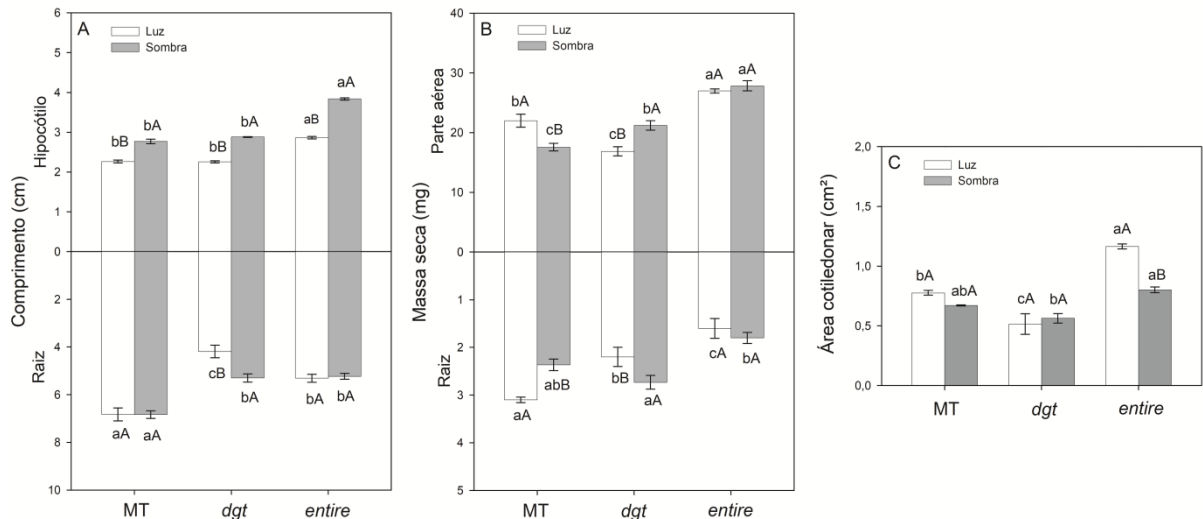 A
Luz
Sombra
Comprimento (cm)
Hipocótilo
Raiz
6
5
4
3
2
1
0
2
4
6
8
10
bB
bA
bB
bA
aB
aA
aA
aA
cB
bA
bA
bA
MT
dgt
entire
B
Luz
Sombra
Massa seca (mg)
Parte aérea
Raiz
40
30
20
10
0
1
2
3
4
5
bA
cB
cB
bA
aA
aA
aA
abB
bB
aA
cA
bA
MT
dgt
entire
C
Luz
Sombra
Área cotiledonar (cm²)
2,0
1,5
1,0
0,5
0,0
bA
abA
cA
bA
aA
aB
MT
dgt
entire